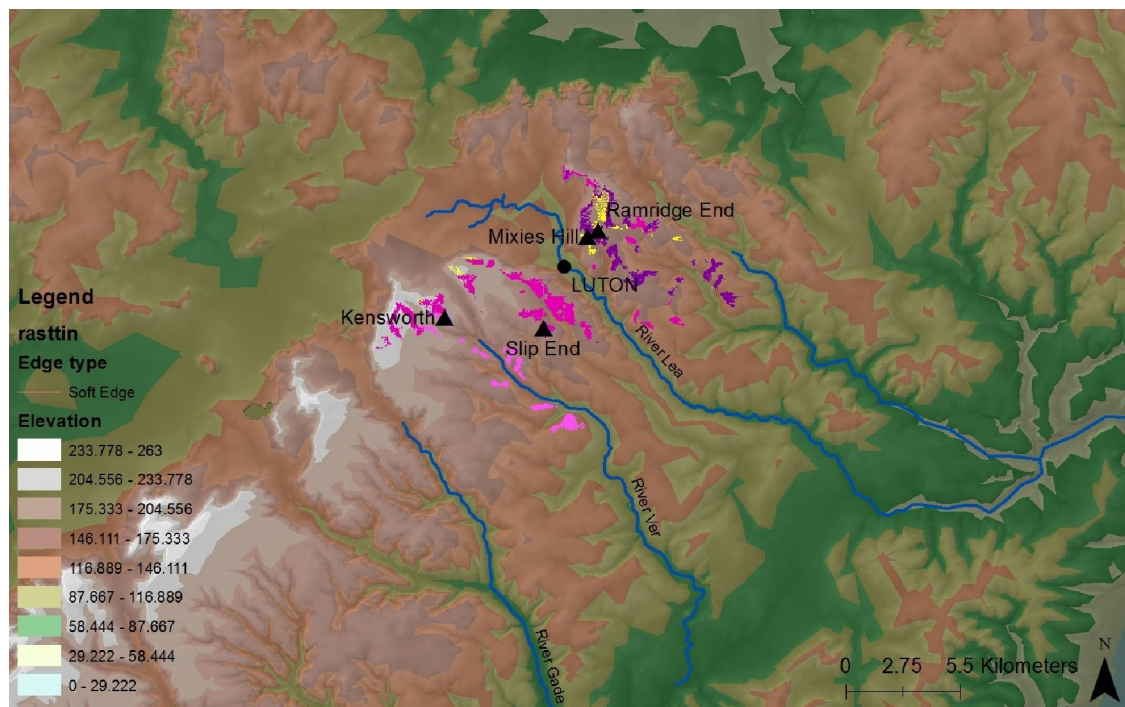 Ramridge End
Mixies Hill
LUTON
Kensworth
Slip End
River Lea
River Ver
River Gade
Legend
rasttin
Edge type
Soft Edge
Elevation
233.778 - 263
204.556 - 233.778
175.333 - 204.556
146.111 - 175.333
116.889 - 146.111
87.667 - 116.889
58.444 - 87.667
29.222 - 58.444
0 - 29.222
0 2.75 5.5 Kilometers
N